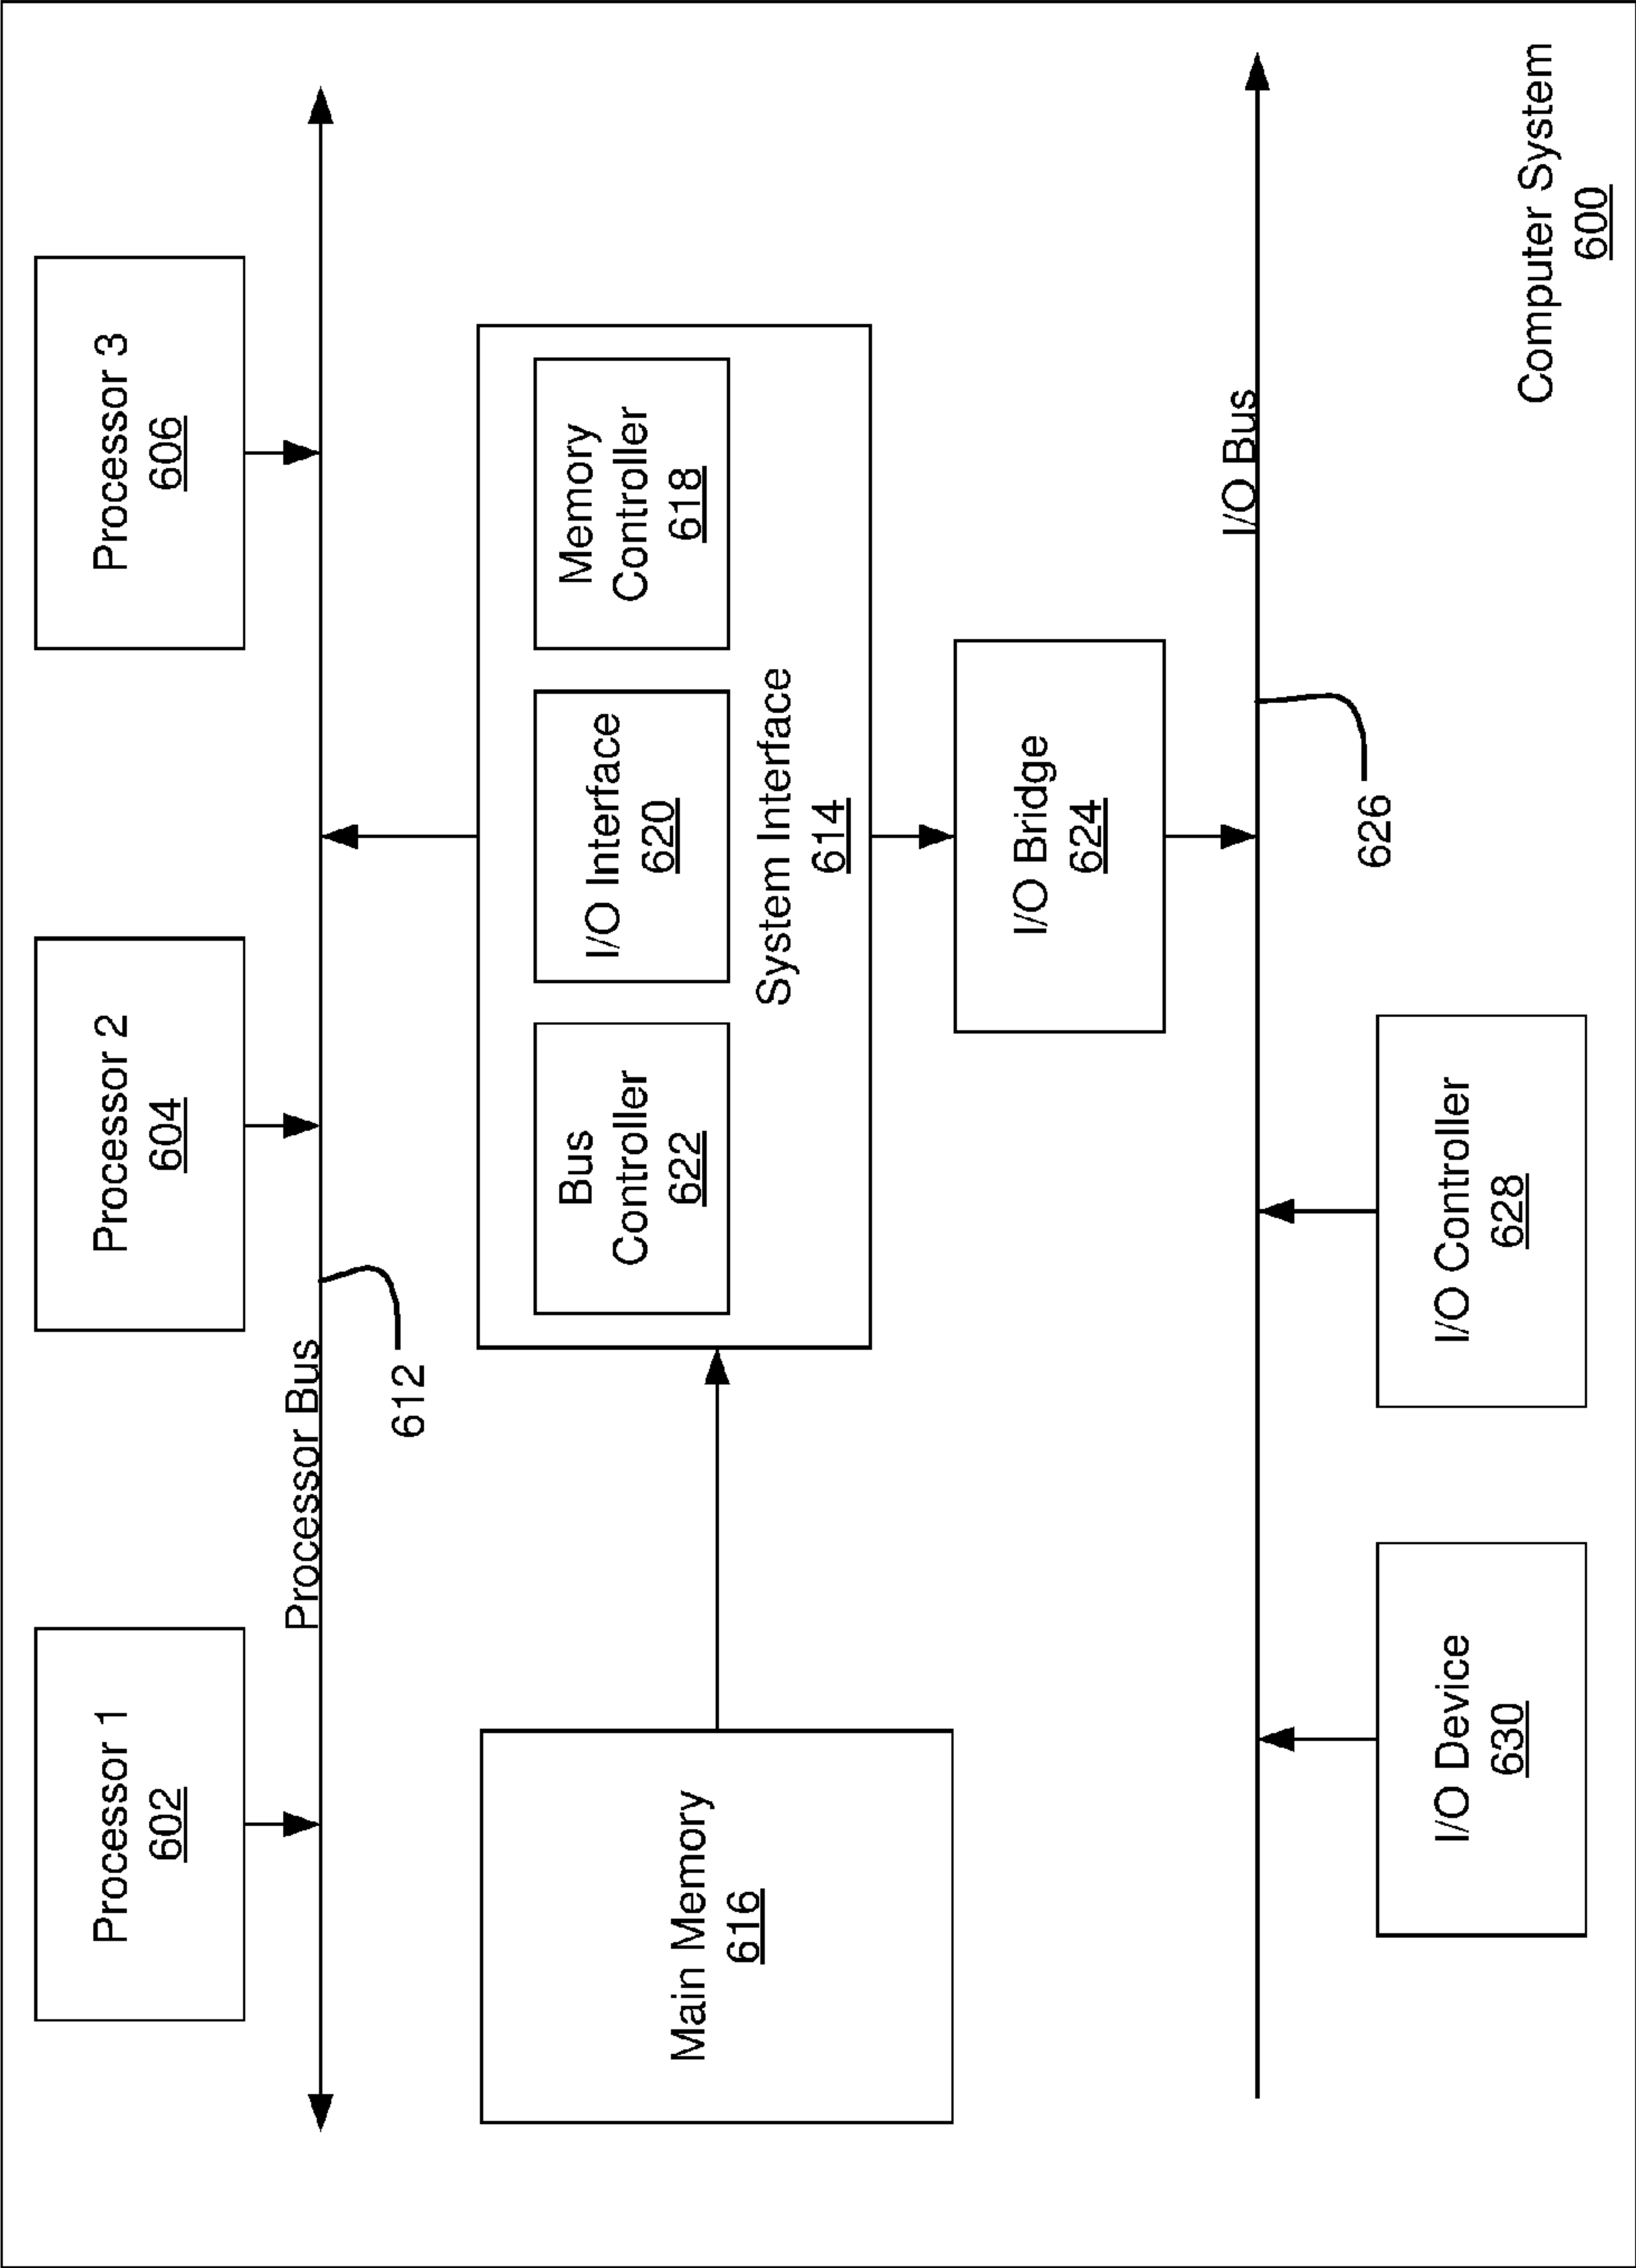 Processor 1
602
Processor 2
604
Processor 3
606
Processor Bus
612
Main Memory
616
Bus
Controller
622
I/O Interface
620
Memory
Controller
618
System Interface
614
I/O Bridge
624
I/O Bus
626
I/O Device
630
I/O Controller
628
Computer System
600